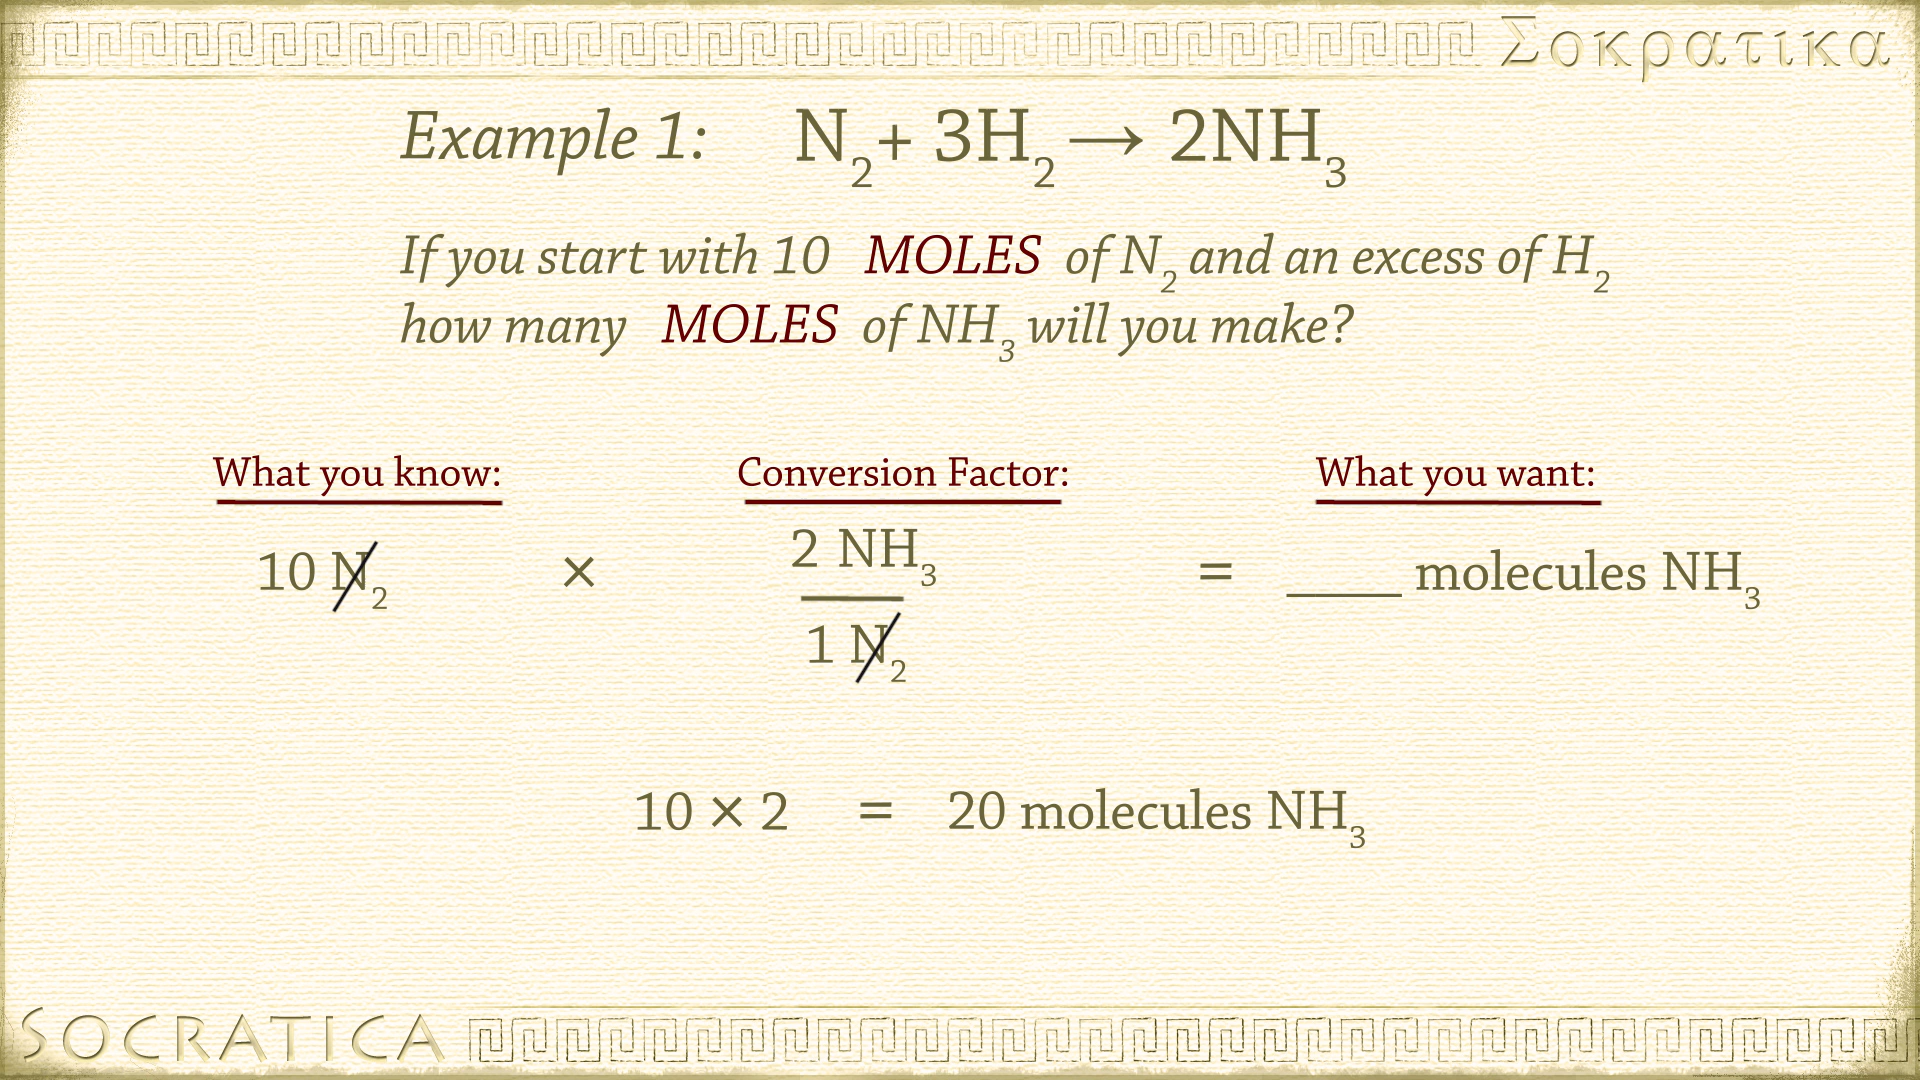 Σοκρατικα
Example 1: N₂+ 3H₂ → 2NH₃
If you start with 10 MOLES of N₂ and an excess of H₂
how many MOLES of NH₃ will you make?
What you know: Conversion Factor: What you want:
10 N₂ × 2 NH₃ = ____ molecules NH₃
1 N₂
10 × 2 = 20 molecules NH₃
SOCRATICA